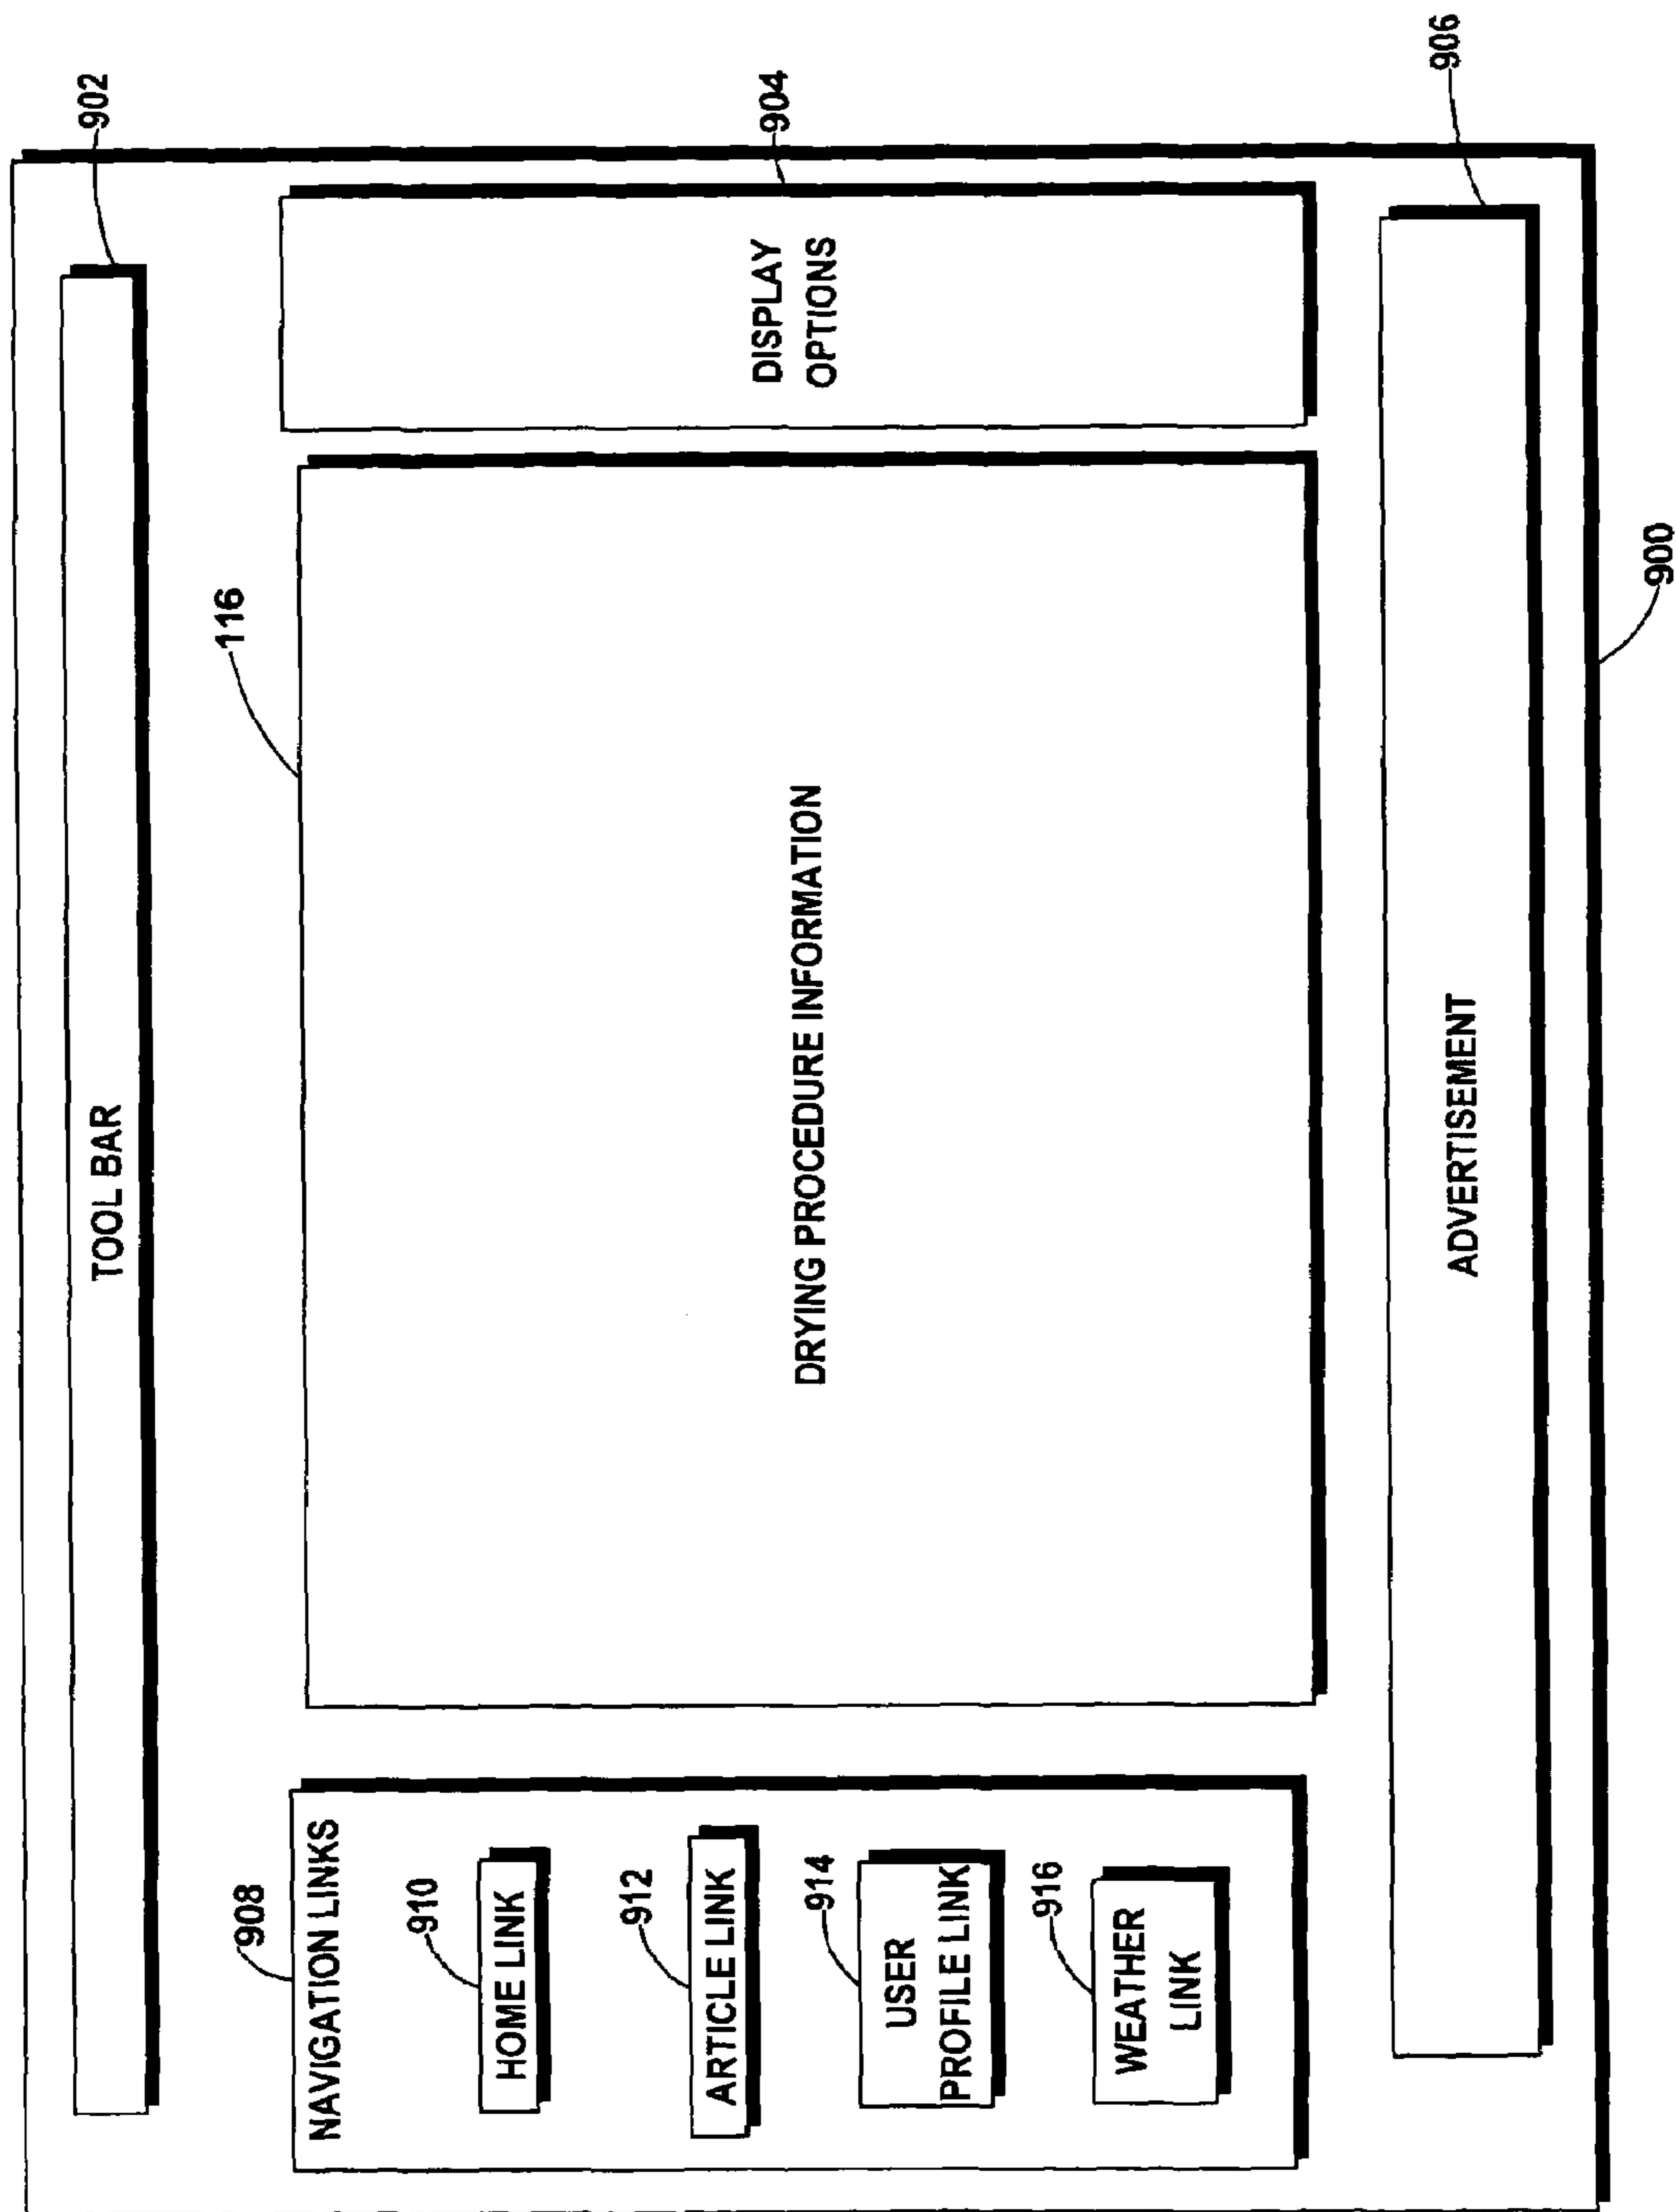 902
TOOL BAR
116
904
908
NAVIGATION LINKS
910
HOME LINK
912
ARTICLE LINK
914
USER
PROFILE LINK
916
WEATHER
LINK
DRYING PROCEDURE INFORMATION
DISPLAY
OPTIONS
906
ADVERTISEMENT
900